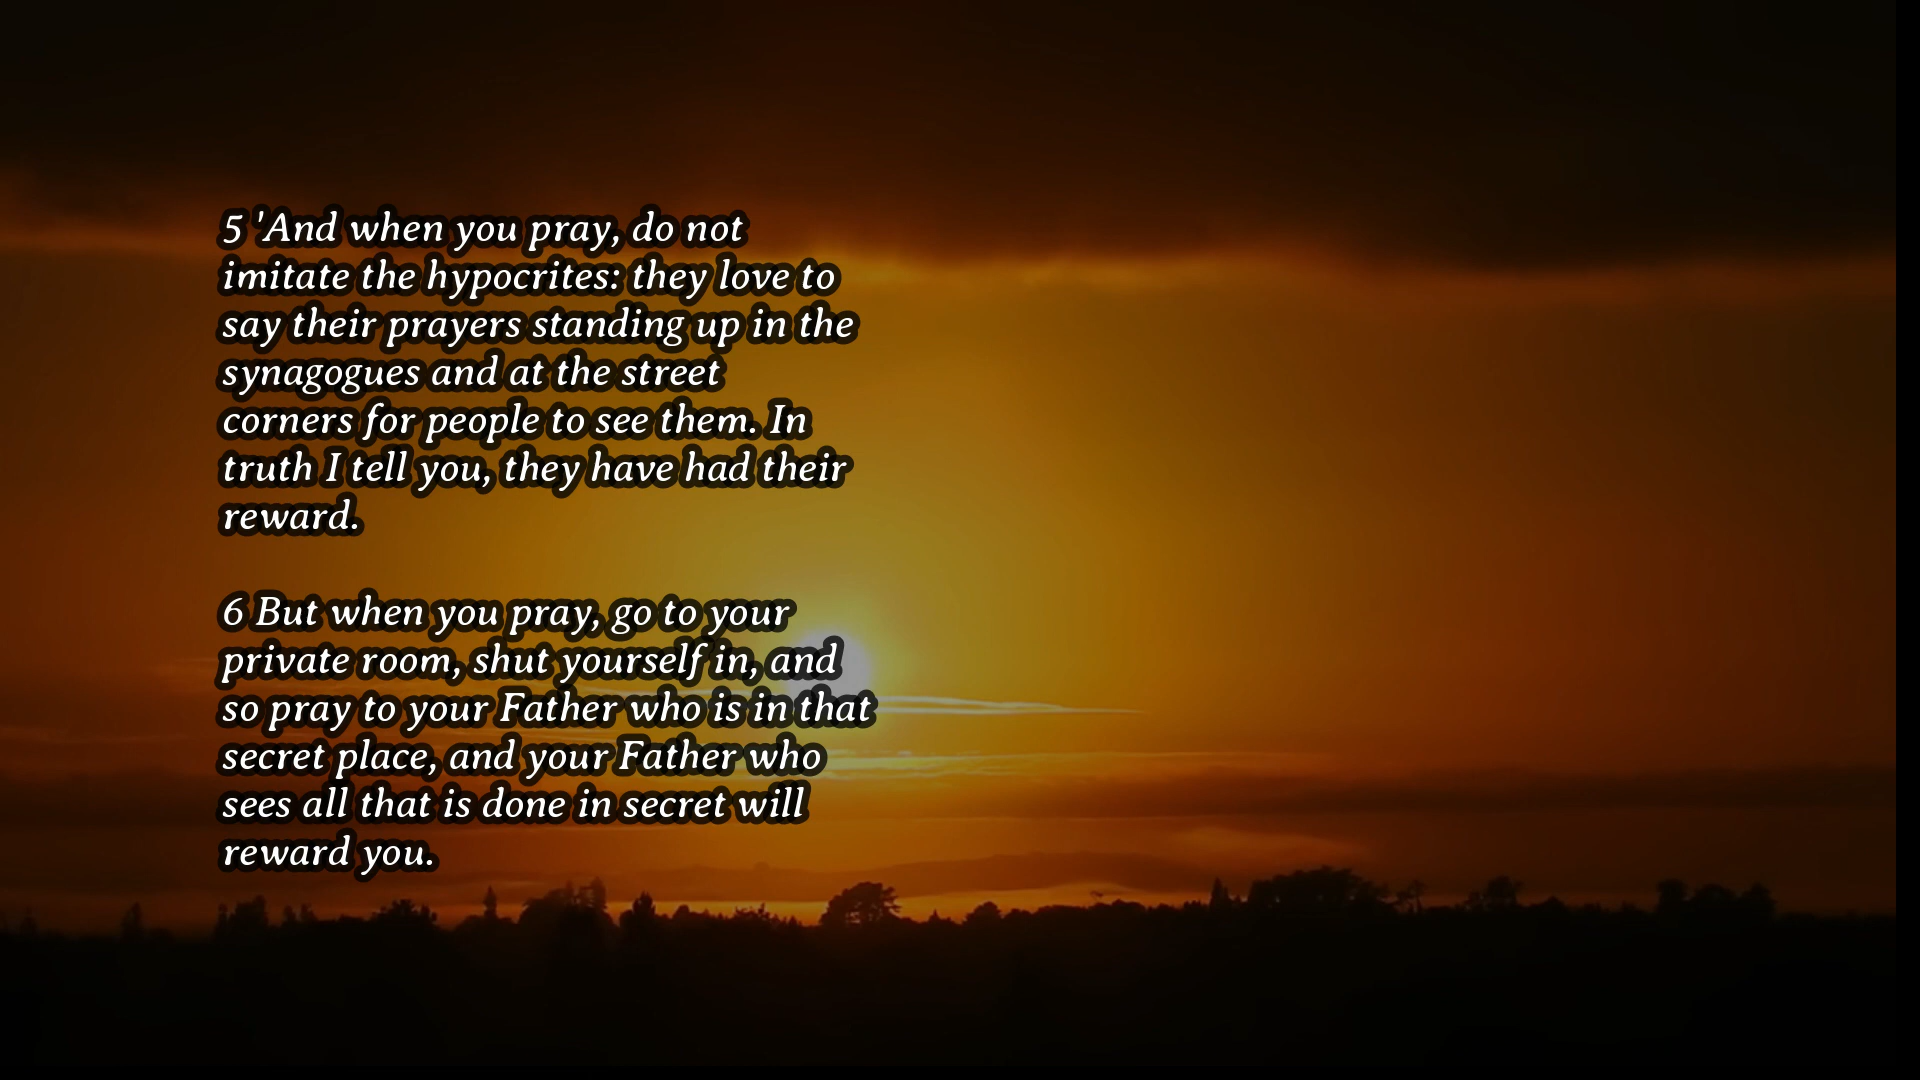 5 'And when you pray, do not
imitate the hypocrites: they love to
say their prayers standing up in the
synagogues and at the street
corners for people to see them. In
truth I tell you, they have had their
reward.
6 But when you pray, go to your
private room, shut yourself in, and
so pray to your Father who is in that
secret place, and your Father who
sees all that is done in secret will
reward you.